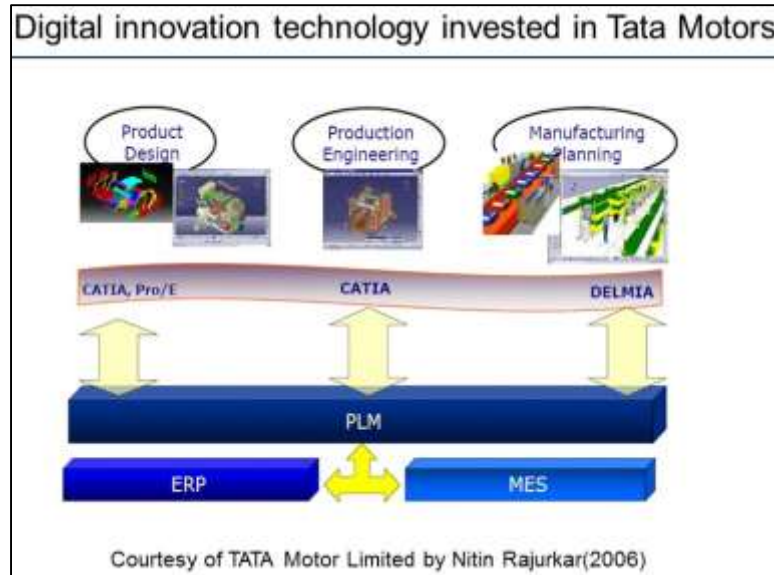 Digital innovation technology invested in Tata Motors
Product
Design
Production
Engineering
Manufacturing
Planning
CATIA, Pro/E
CATIA
DELMIA
PLM
ERP
MES
Courtesy of TATA Motor Limited by Nitin Rajurkar(2006)